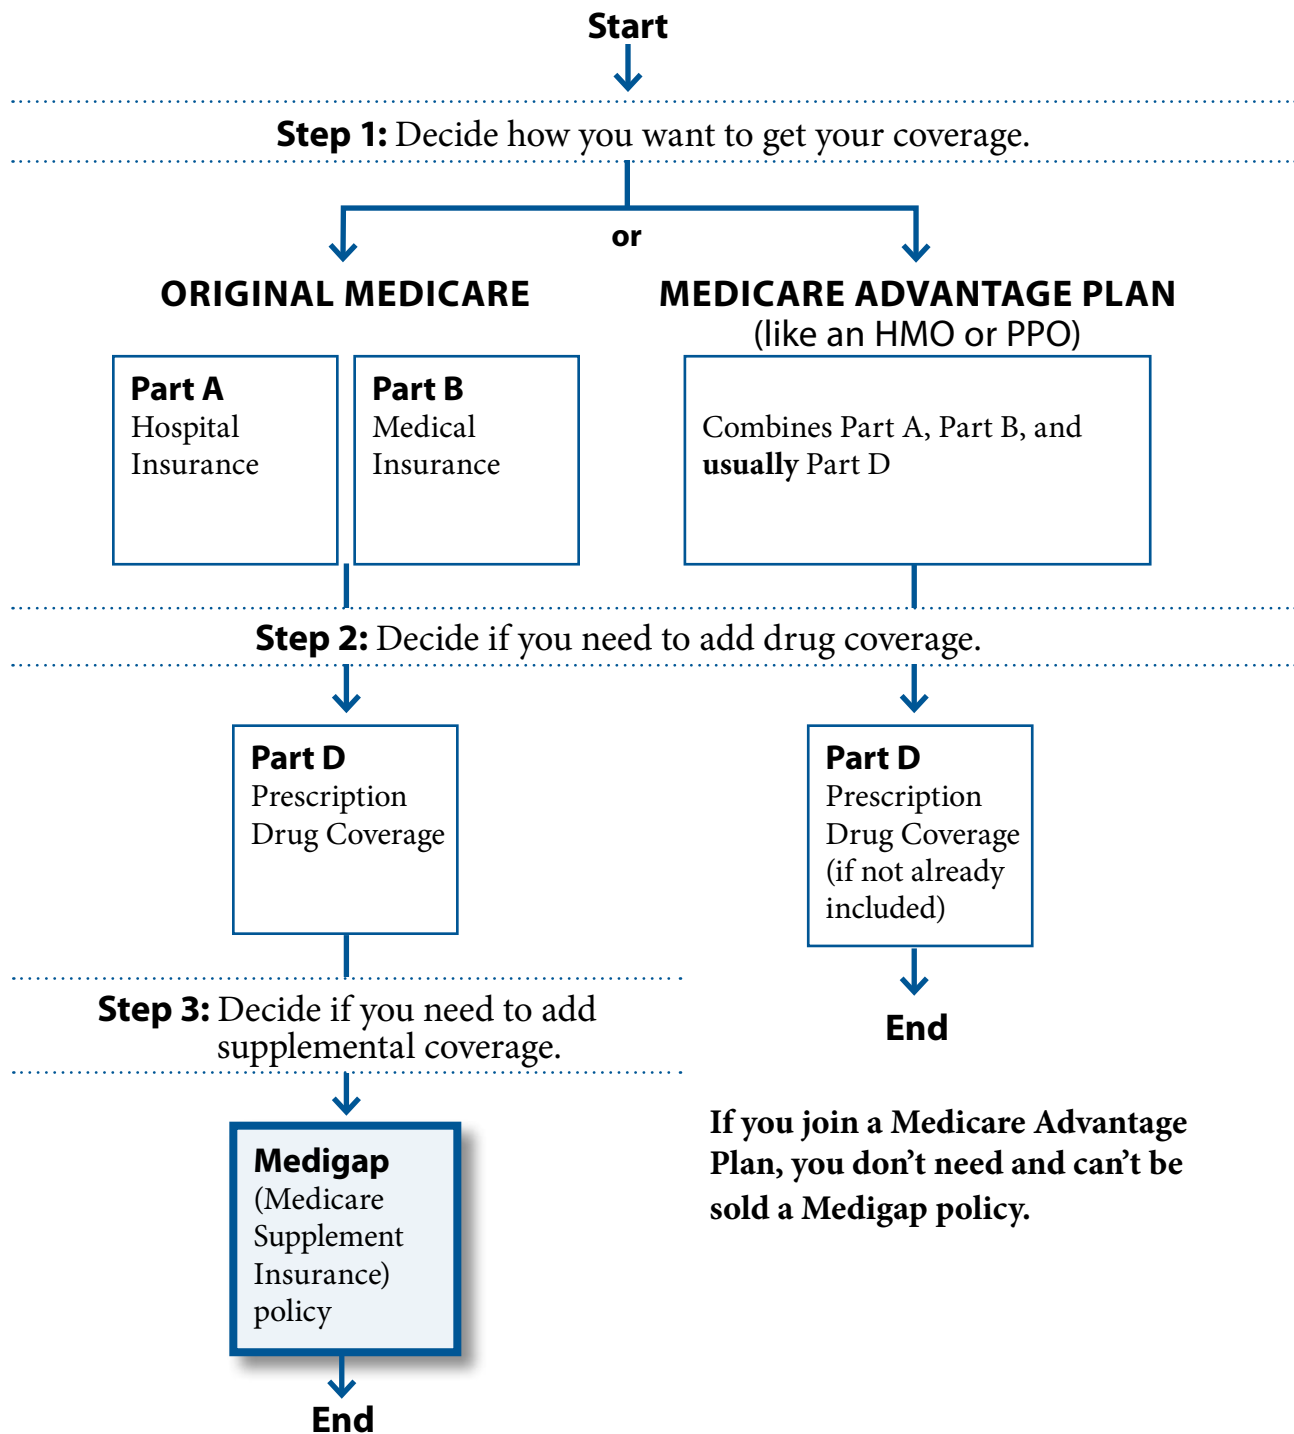 Start
Step 1: Decide how you want to get your coverage.
or
ORIGINAL MEDICARE
Part A
Hospital
Insurance
Part B
Medical
Insurance
MEDICARE ADVANTAGE PLAN
(like an HMO or PPO)
Combines Part A, Part B, and
usually Part D
Step 2: Decide if you need to add drug coverage.
Part D
Prescription
Drug Coverage
Part D
Prescription
Drug Coverage
(if not already
included)
Step 3: Decide if you need to add
supplemental coverage.
End
Medigap
(Medicare
Supplement
Insurance)
policy
End
If you join a Medicare Advantage
Plan, you don’t need and can’t be
sold a Medigap policy.